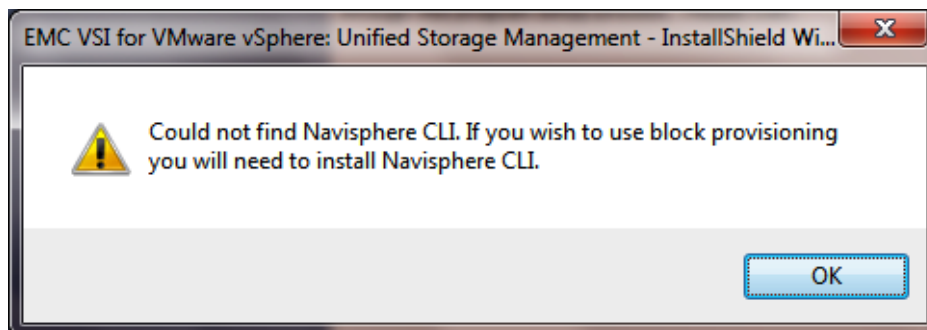 EMC VSI for VMware vSphere: Unified Storage Management - InstallShield Wi...
Could not find Navisphere CLI. If you wish to use block provisioning
you will need to install Navisphere CLI.
OK